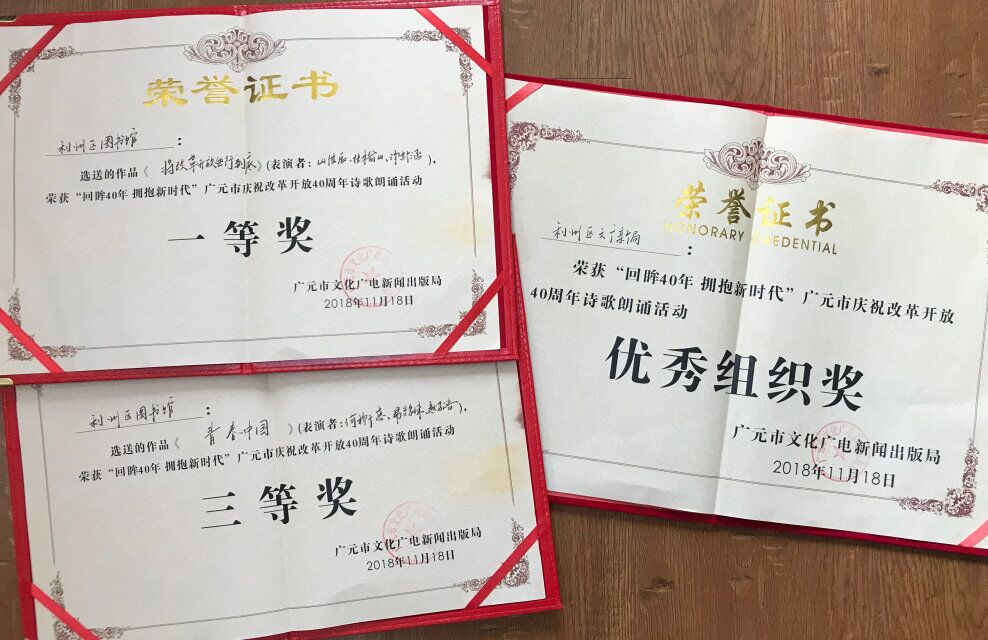 荣誉证书
利州区图书馆 :
选送的作品《 将改革开放进行到底 》(表演者:
荣获“回眸40年 拥抱新时代”广元市庆祝改革开放40周年诗歌朗诵活动
一等奖
广元市文化广电新闻出版局
2018年11月18日
利州区图书馆 :
选送的作品《 青春中国 》(表演者:
荣获“回眸40年 拥抱新时代”广元市庆祝改革开放40周年诗歌朗诵活动
三等奖
广元市文化广电新闻出版局
2018年11月18日
荣誉证书
HONORARY CREDENTIAL
利州区文广新局 :
荣获“回眸40年 拥抱新时代”广元市庆祝改革开放
40周年诗歌朗诵活动
优秀组织奖
广元市文化广电新闻出版局
2018年11月18日